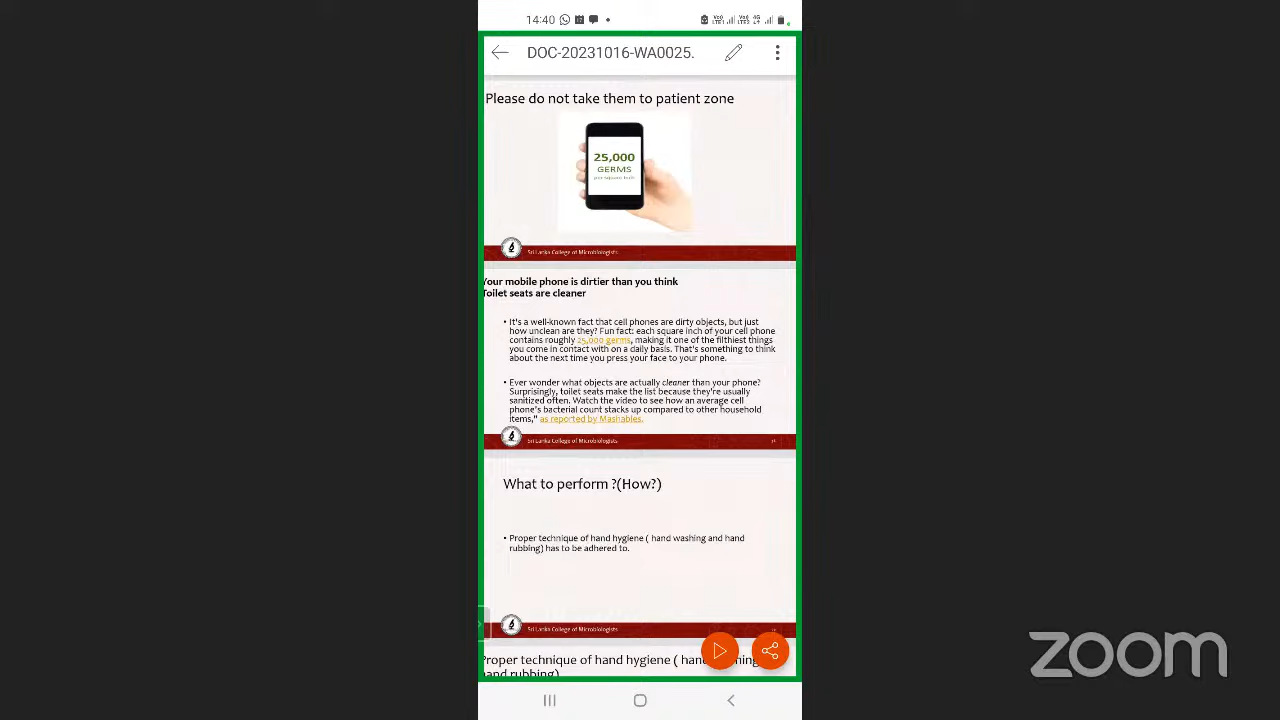 14:40
DOC-20231016-WA0025.
Please do not take them to patient zone
25,000
GERMS
per square inch
Sri Lanka College of Microbiologists
Your mobile phone is dirtier than you think
Toilet seats are cleaner
• It's a well-known fact that cell phones are dirty objects, but just
how unclean are they? Fun fact: each square inch of your cell phone
contains roughly 25,000 germs, making it one of the filthiest things
you come in contact with on a daily basis. That's something to think
about the next time you press your face to your phone.
• Ever wonder what objects are actually cleaner than your phone?
Surprisingly, toilet seats make the list because they're usually
sanitized often. Watch the video to see how an average cell
phone's bacterial count stacks up compared to other household
items," as reported by Mashables.
Sri Lanka College of Microbiologists
What to perform ?(How?)
• Proper technique of hand hygiene ( hand washing and hand
rubbing) has to be adhered to.
Sri Lanka College of Microbiologists
Proper technique of hand hygiene (
hand rubbing)
zoom